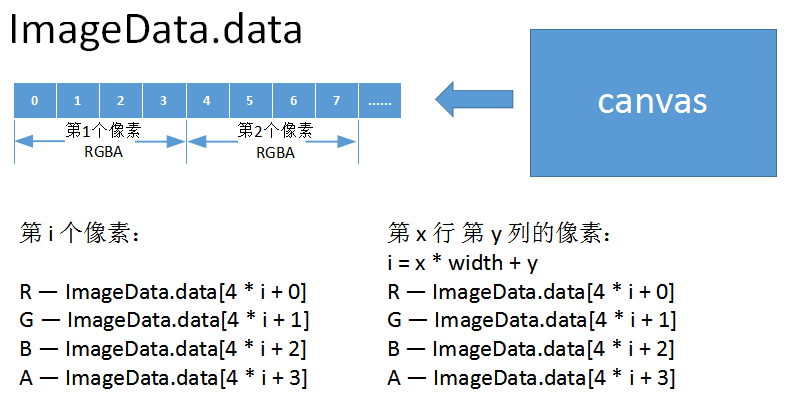 ImageData.data
canvas
0 1 2 3 4 5 6 7 ......
第1个像素 第2个像素
RGBA RGBA
第 i 个像素：
R — ImageData.data[4 * i + 0]
G — ImageData.data[4 * i + 1]
B — ImageData.data[4 * i + 2]
A — ImageData.data[4 * i + 3]
第 x 行 第 y 列的像素：
i = x * width + y
R — ImageData.data[4 * i + 0]
G — ImageData.data[4 * i + 1]
B — ImageData.data[4 * i + 2]
A — ImageData.data[4 * i + 3]